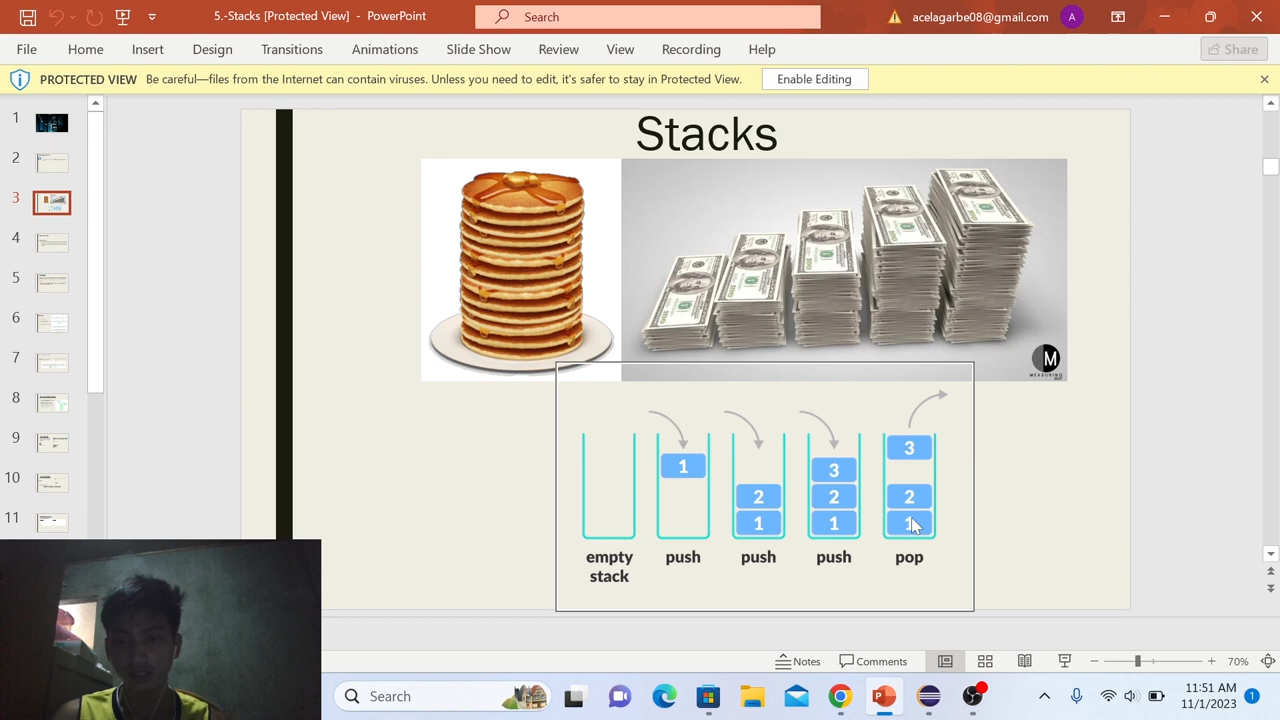 5.-Stacks [Protected View] - PowerPoint
Search
acelagarbe08@gmail.com
A
File Home Insert Design Transitions Animations Slide Show Review View Recording Help
Share
PROTECTED VIEW Be careful—files from the Internet can contain viruses. Unless you need to edit, it's safer to stay in Protected View.
Enable Editing
1
2
3
4
5
6
7
8
9
10
11
Stacks
M
1
2
1
3
2
1
3
2
1
empty
stack
push
push
push
pop
Notes
Comments
70%
Search
11:51 AM
11/1/2023
1